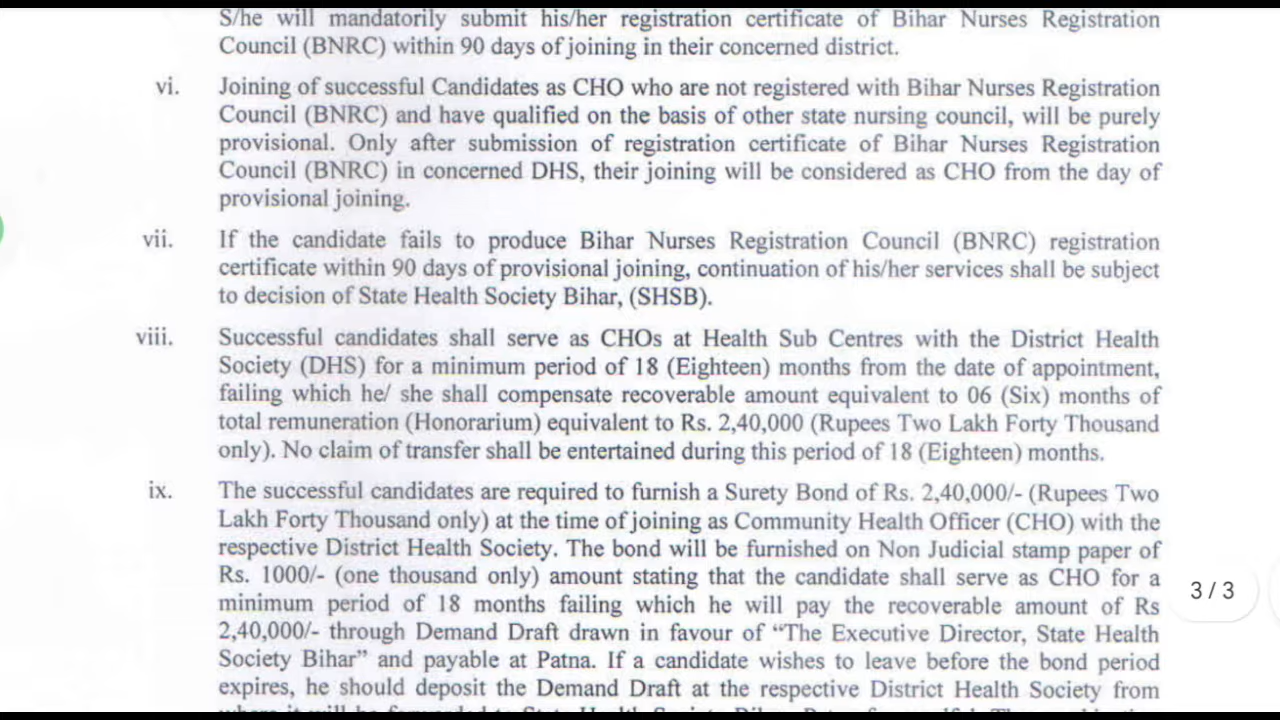 S/he will mandatorily submit his/her registration certificate of Bihar Nurses Registration
Council (BNRC) within 90 days of joining in their concerned district.
vi. Joining of successful Candidates as CHO who are not registered with Bihar Nurses Registration
Council (BNRC) and have qualified on the basis of other state nursing council, will be purely
provisional. Only after submission of registration certificate of Bihar Nurses Registration
Council (BNRC) in concerned DHS, their joining will be considered as CHO from the day of
provisional joining.
vii. If the candidate fails to produce Bihar Nurses Registration Council (BNRC) registration
certificate within 90 days of provisional joining, continuation of his/her services shall be subject
to decision of State Health Society Bihar, (SHSB).
viii. Successful candidates shall serve as CHOs at Health Sub Centres with the District Health
Society (DHS) for a minimum period of 18 (Eighteen) months from the date of appointment,
failing which he/ she shall compensate recoverable amount equivalent to 06 (Six) months of
total remuneration (Honorarium) equivalent to Rs. 2,40,000 (Rupees Two Lakh Forty Thousand
only). No claim of transfer shall be entertained during this period of 18 (Eighteen) months.
ix. The successful candidates are required to furnish a Surety Bond of Rs. 2,40,000/- (Rupees Two
Lakh Forty Thousand only) at the time of joining as Community Health Officer (CHO) with the
respective District Health Society. The bond will be furnished on Non Judicial stamp paper of
Rs. 1000/- (one thousand only) amount stating that the candidate shall serve as CHO for a
minimum period of 18 months failing which he will pay the recoverable amount of Rs
2,40,000/- through Demand Draft drawn in favour of “The Executive Director, State Health
Society Bihar” and payable at Patna. If a candidate wishes to leave before the bond period
expires, he should deposit the Demand Draft at the respective District Health Society from
3 / 3